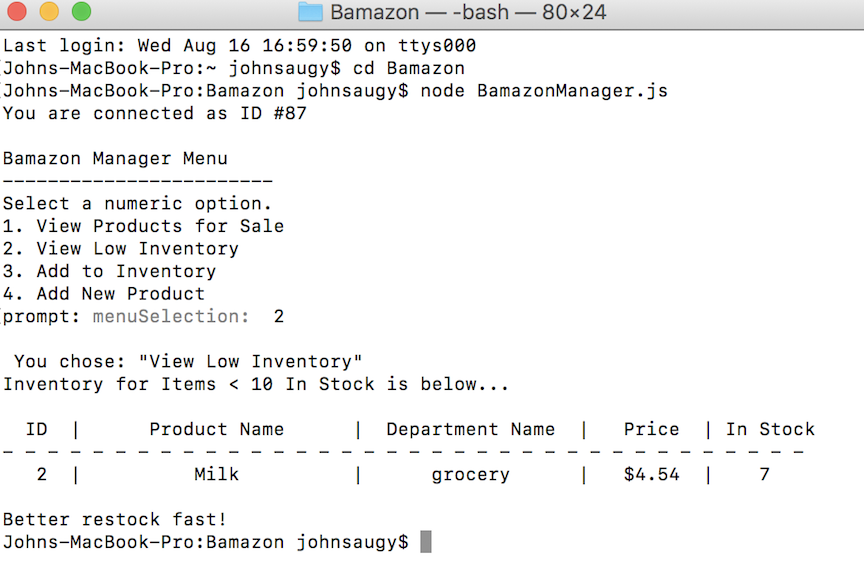 Bamazon — -bash — 80×24
Last login: Wed Aug 16 16:59:50 on ttys000
[Johns-MacBook-Pro:~ johnsaugy$ cd Bamazon
[Johns-MacBook-Pro:Bamazon johnsaugy$ node BamazonManager.js
You are connected as ID #87
Bamazon Manager Menu
------------------------
Select a numeric option.
1. View Products for Sale
2. View Low Inventory
3. Add to Inventory
4. Add New Product
[prompt: menuSelection:  2
You chose: "View Low Inventory"
Inventory for Items < 10 In Stock is below...
ID  |      Product Name      |  Department Name  |   Price  | In Stock
- - - - - - - - - - - - - - - - - - - - - - - - - - - - - - - - - - - -
2  |          Milk          |      grocery      |   $4.54  |    7
Better restock fast!
Johns-MacBook-Pro:Bamazon johnsaugy$